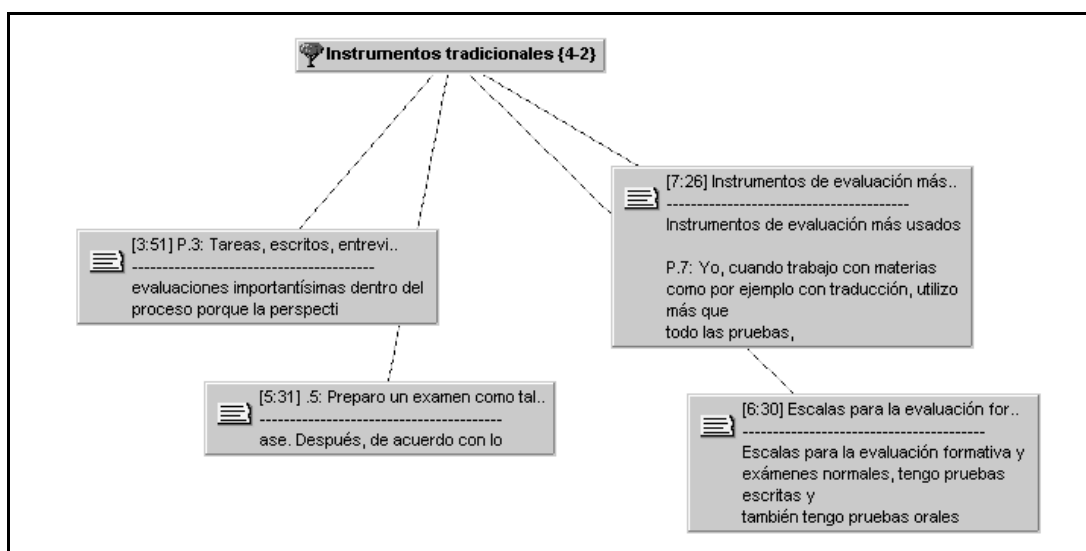 Instrumentos tradicionales {4-2}
[7:26] Instrumentos de evaluación más..
----------------------------------------
Instrumentos de evaluación más usados
P.7: Yo, cuando trabajo con materias
como por ejemplo con traducción, utilizo
más que
todo las pruebas,
[3:51] P.3: Tareas, escritos, entrevi..
----------------------------------------
evaluaciones importantísimas dentro del
proceso porque la perspecti
[5:31] .5: Preparo un examen como tal..
----------------------------------------
ase. Después, de acuerdo con lo
[6:30] Escalas para la evaluación for..
----------------------------------------
Escalas para la evaluación formativa y
exámenes normales, tengo pruebas
escritas y
también tengo pruebas orales